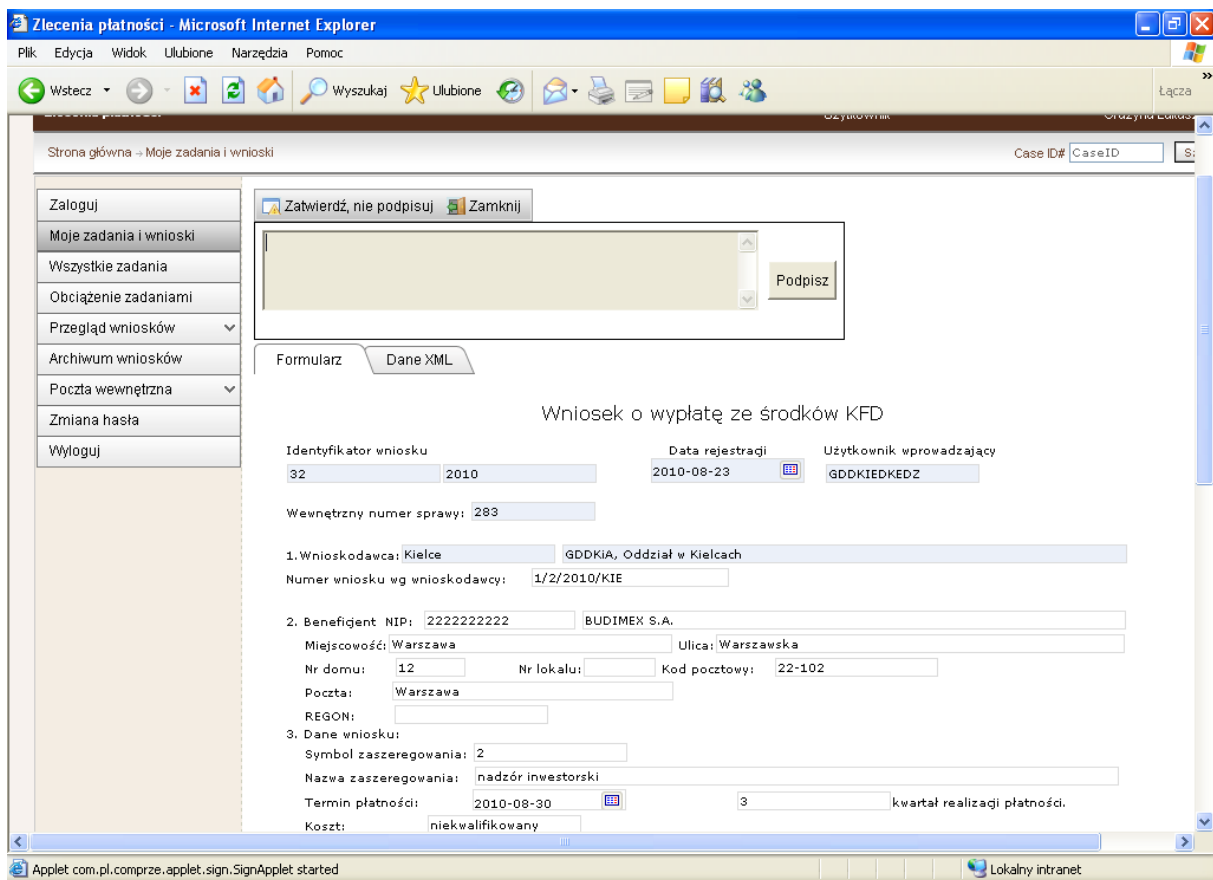 Zlecenia płatności - Microsoft Internet Explorer
Plik Edycja Widok Ulubione Narzędzia Pomoc
Wstecz Wyszukaj Ulubione Łącza
Zlecenia płatności Użytkownik Grażyna Łukasz
Strona główna → Moje zadania i wnioski Case ID# CaseID
Zaloguj
Moje zadania i wnioski
Wszystkie zadania
Obciążenie zadaniami
Przegląd wniosków
Archiwum wniosków
Poczta wewnętrzna
Zmiana hasła
Wyloguj
Zatwierdź, nie podpisuj Zamknij
Podpisz
Formularz Dane XML
Wniosek o wypłatę ze środków KFD
Identyfikator wniosku Data rejestracji Użytkownik wprowadzający
32 2010 2010-08-23 GDDKIEDKEDZ
Wewnętrzny numer sprawy: 283
1. Wnioskodawca: Kielce GDDKiA, Oddział w Kielcach
Numer wniosku wg wnioskodawcy: 1/2/2010/KIE
2. Beneficjent NIP: 2222222222 BUDIMEX S.A.
Miejscowość: Warszawa Ulica: Warszawska
Nr domu: 12 Nr lokalu: Kod pocztowy: 22-102
Poczta: Warszawa
REGON:
3. Dane wniosku:
Symbol zaszeregowania: 2
Nazwa zaszeregowania: nadzór inwestorski
Termin płatności: 2010-08-30 3 kwartał realizacji płatności.
Koszt: niekwalifikowany
Applet com.pl.comprze.applet.sign.SignApplet started Lokalny intranet